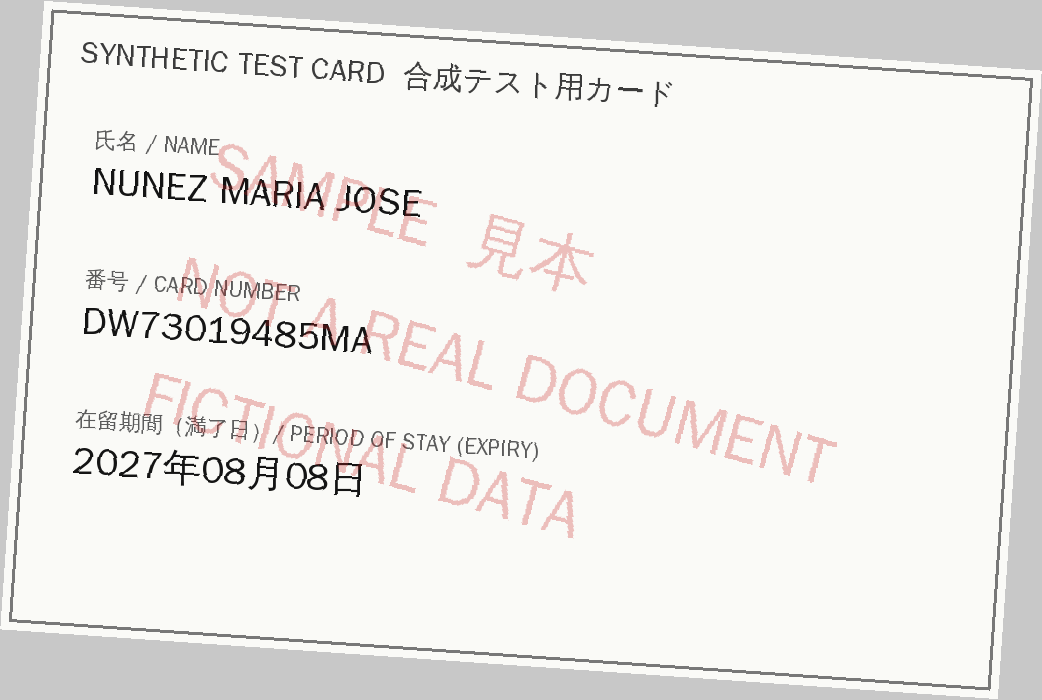 SYNTHETIC TEST CARD 合成テスト用カード
氏名 / NAME
NUNEZ MARIA JOSE
SAMPLE 見本
番号 / CARD NUMBER
DW73019485MA
NOT A REAL DOCUMENT
在留期間（満了日） / PERIOD OF STAY (EXPIRY)
2027年08月08日
FICTIONAL DATA